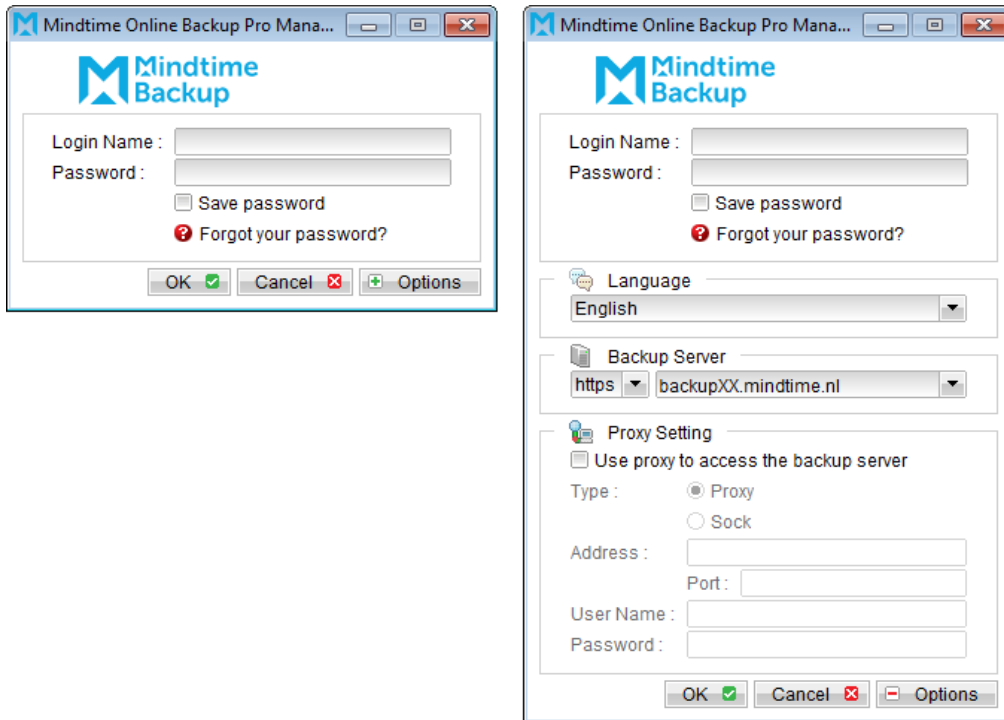 Mindtime Online Backup Pro Mana...
Mindtime
Backup
Login Name :
Password :
Save password
Forgot your password?
OK Cancel Options
Mindtime Online Backup Pro Mana...
Mindtime
Backup
Login Name :
Password :
Save password
Forgot your password?
Language
English
Backup Server
https backupXX.mindtime.nl
Proxy Setting
Use proxy to access the backup server
Type : Proxy
Sock
Address :
Port :
User Name :
Password :
OK Cancel Options